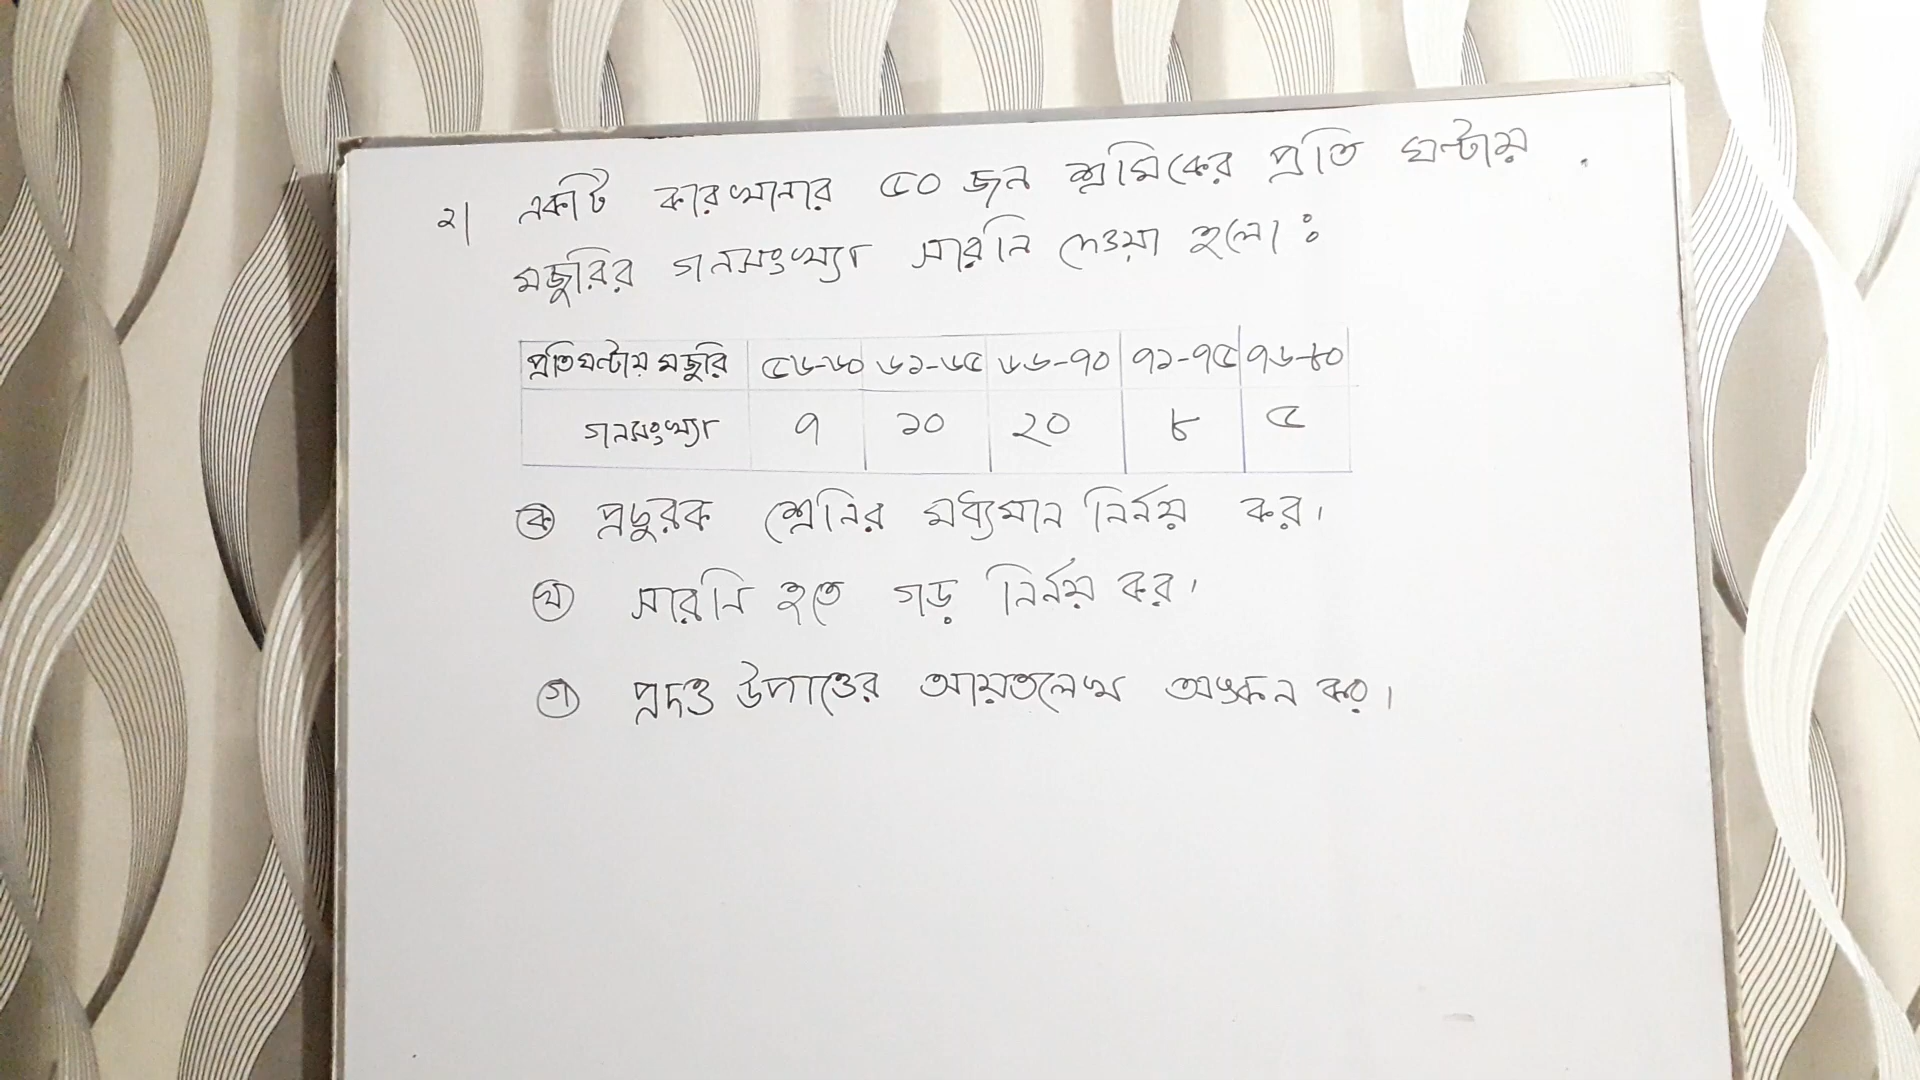 ২। একটি কারখানার ৫০ জন শ্রমিকের প্রতি ঘন্টায়
মজুরির গনসংখ্যা সারনি দেওয়া হলো ঃ
প্রতিঘন্টায় মজুরি ৫৬-৬০ ৬১-৬৫ ৬৬-৭০ ৭১-৭৫ ৭৬-৮০
গনসংখ্যা ৭ ১০ ২০ ৮ ৫
ক প্রচুরক শ্রেনির মধ্যমান নির্নয় কর।
খ সারনি হতে গড় নির্নয় কর।
গ প্রদত্ত উপাত্তের আয়তলেখ অঙ্কন কর।